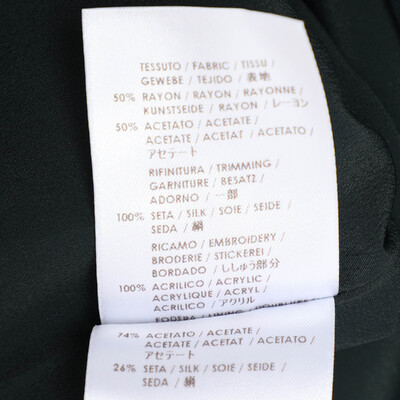 TESSUTO / FABRIC / TISSU /
GEWEBE / TEJIDO / 表地
50% RAYON / RAYON / RAYONNE /
KUNSTSEIDE / RAYON / レーヨン
50% ACETATO / ACETATE /
ACETATE / ACETAT / ACETATO /
アセテート
RIFINITURA / TRIMMING /
GARNITURE / BESATZ /
ADORNO / 一部
100% SETA / SILK / SOIE / SEIDE /
SEDA / 絹
RICAMO / EMBROIDERY /
BRODERIE / STICKEREI /
BORDADO / ししゅう部分
100% ACRILICO / ACRYLIC /
ACRYLIQUE / ACRYL /
ACRILICO / アクリル
FODERA / LINING / DOUBLURE /
74% ACETATO / ACETATE /
ACETATE / ACETAT / ACETATO /
アセテート
26% SETA / SILK / SOIE / SEIDE /
SEDA / 絹